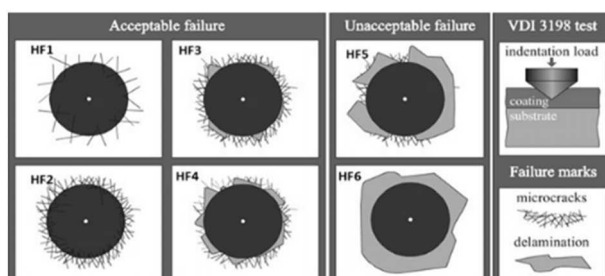 Acceptable failure
HF1
HF3
HF2
HF4
Unacceptable failure
HF5
HF6
VDI 3198 test
indentation load
coating
substrate
Failure marks
microcracks
delamination